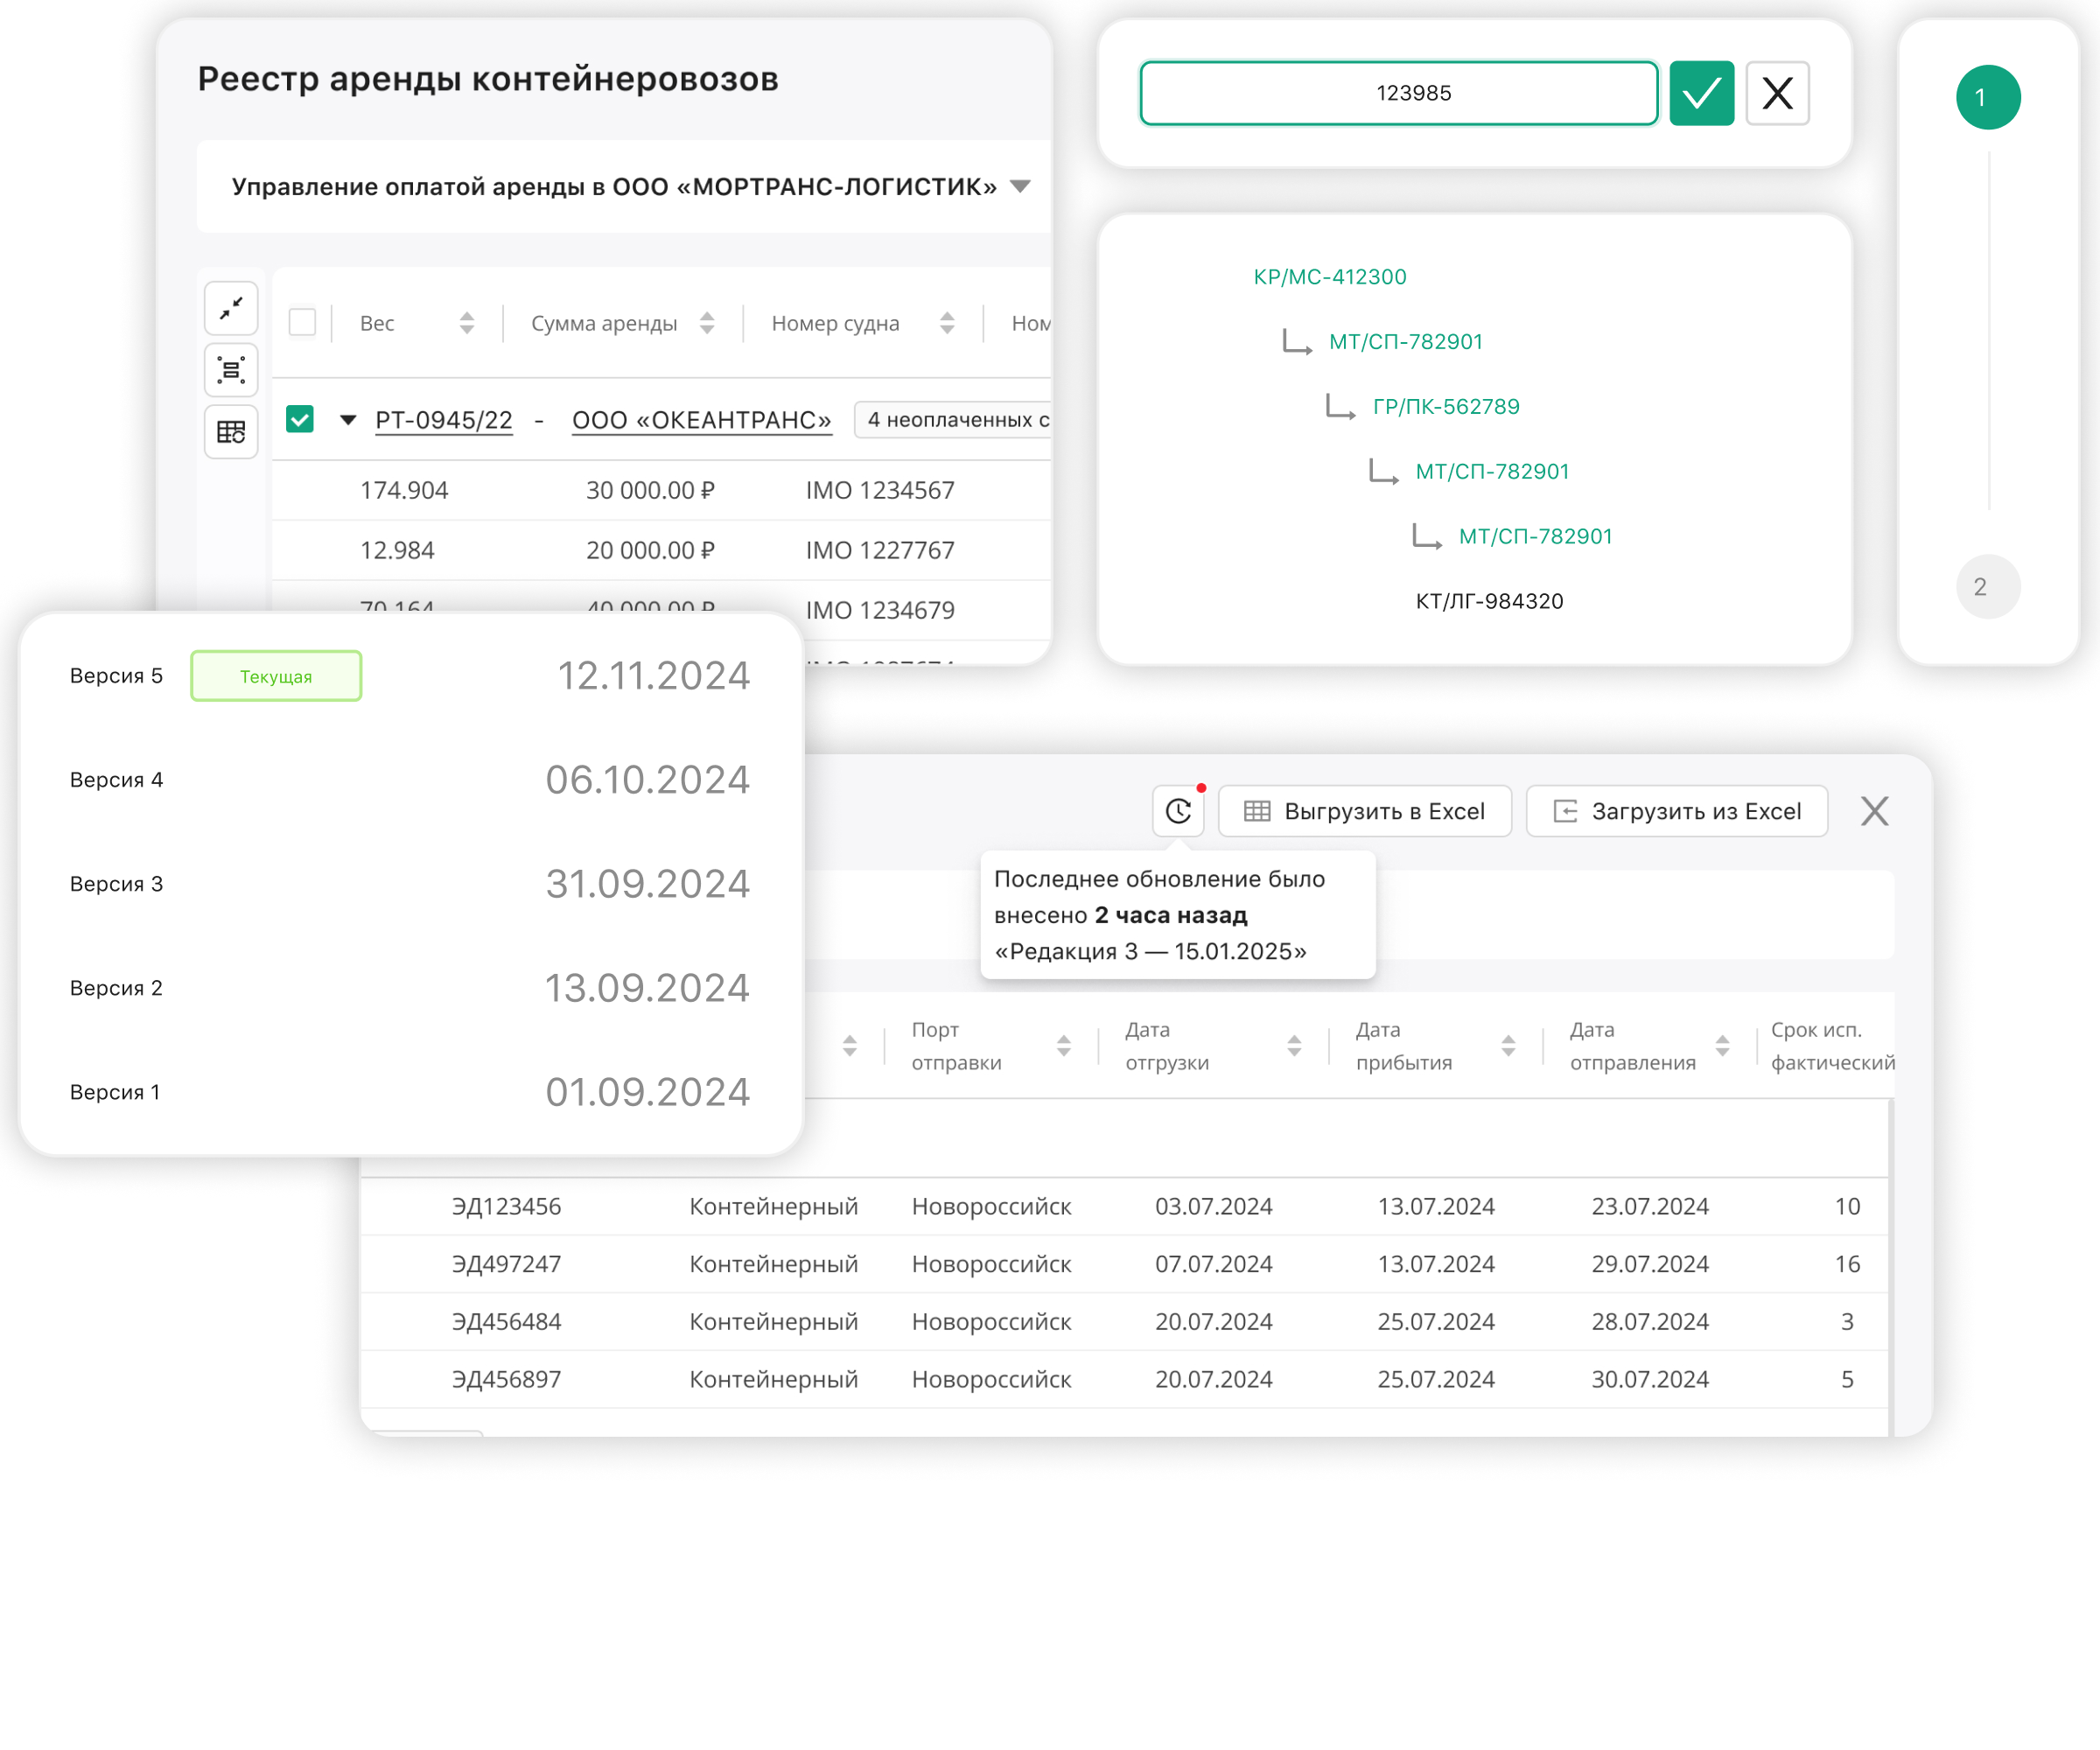 Реестр аренды контейнеровозов
Управление оплатой аренды в ООО «МОРТРАНС-ЛОГИСТИК»
Вес Сумма аренды Номер судна Ном
РТ-0945/22 - ООО «ОКЕАНТРАНС» 4 неоплаченных с
174.904 30 000.00 ₽ IMO 1234567
12.984 20 000.00 ₽ IMO 1227767
70.164 40 000.00 ₽ IMO 1234679
123985
КР/МС-412300
МТ/СП-782901
ГР/ПК-562789
МТ/СП-782901
МТ/СП-782901
КТ/ЛГ-984320
1
2
Версия 5 Текущая 12.11.2024
Версия 4 06.10.2024
Версия 3 31.09.2024
Версия 2 13.09.2024
Версия 1 01.09.2024
Выгрузить в Excel Загрузить из Excel
Последнее обновление было
внесено 2 часа назад
«Редакция 3 — 15.01.2025»
Порт Дата Дата Дата Срок исп.
отправки отгрузки прибытия отправления фактический
ЭД123456 Контейнерный Новороссийск 03.07.2024 13.07.2024 23.07.2024 10
ЭД497247 Контейнерный Новороссийск 07.07.2024 13.07.2024 29.07.2024 16
ЭД456484 Контейнерный Новороссийск 20.07.2024 25.07.2024 28.07.2024 3
ЭД456897 Контейнерный Новороссийск 20.07.2024 25.07.2024 30.07.2024 5